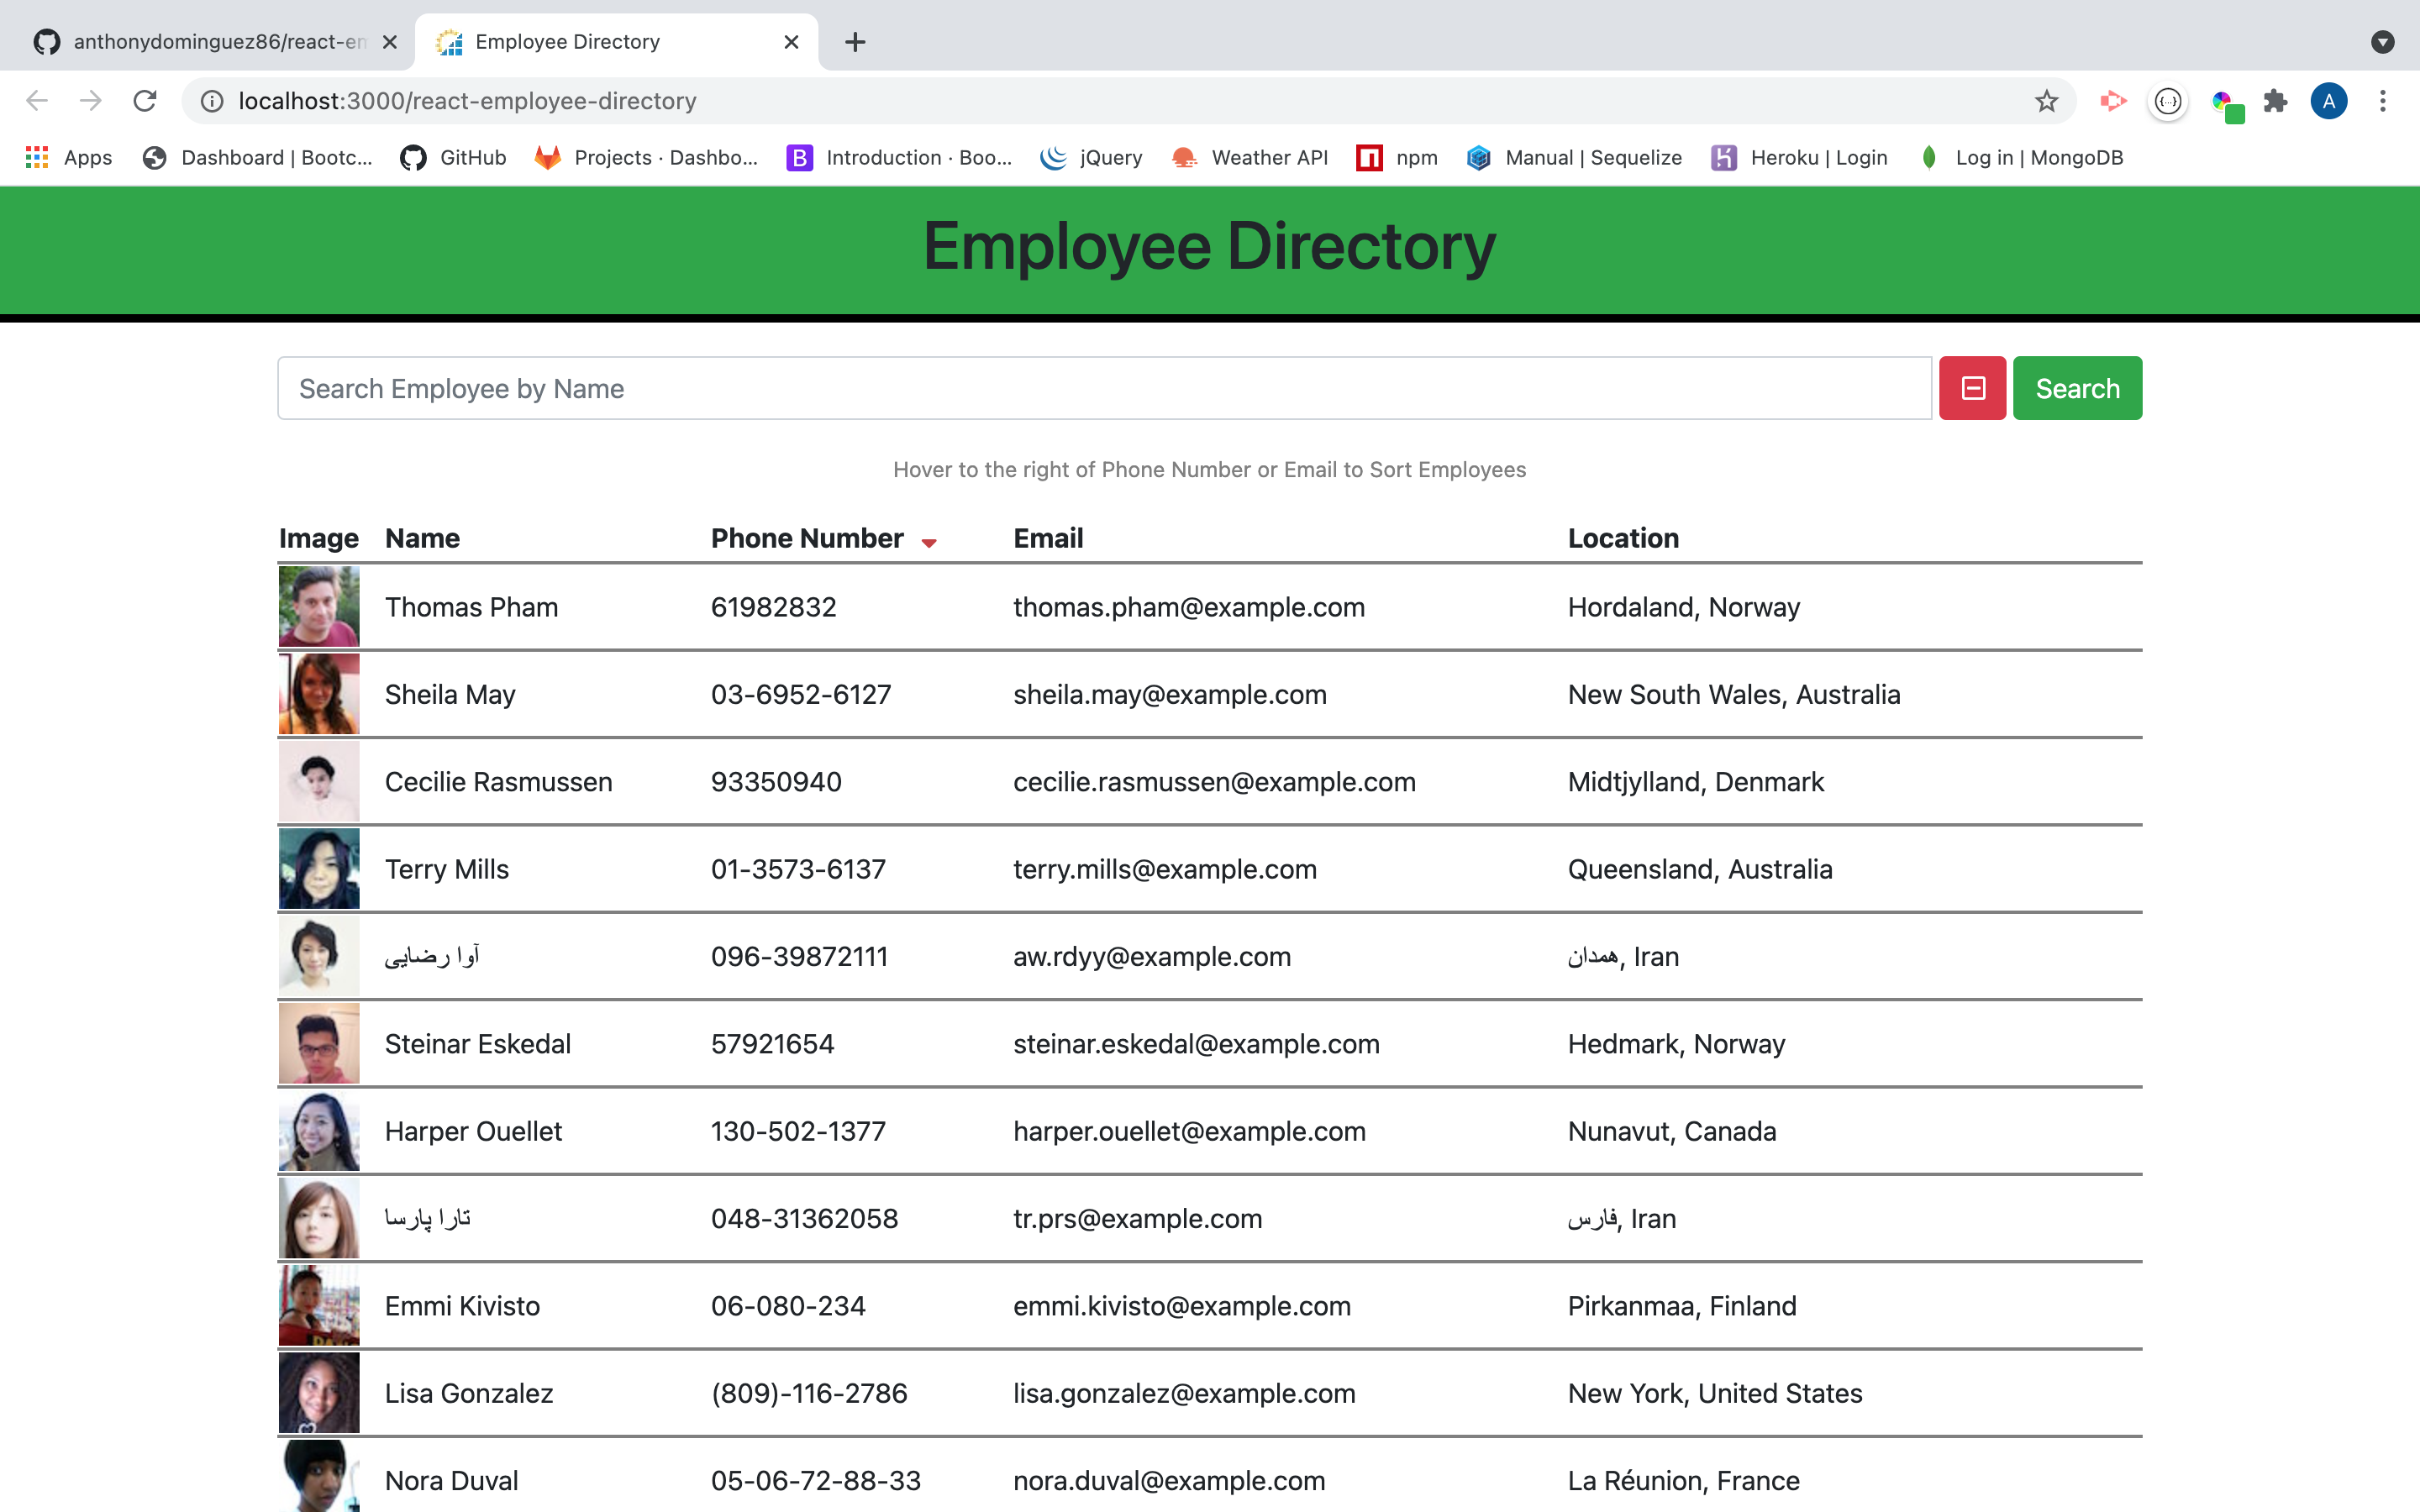 anthonydominguez86/react-em
Employee Directory
localhost:3000/react-employee-directory
A
Apps
Dashboard | Bootc...
GitHub
Projects · Dashbo...
B
Introduction · Boo...
jQuery
Weather API
npm
Manual | Sequelize
Heroku | Login
Log in | MongoDB
Employee Directory
Search Employee by Name
Search
Hover to the right of Phone Number or Email to Sort Employees
Image Name Phone Number Email Location
Thomas Pham 61982832 thomas.pham@example.com Hordaland, Norway
Sheila May 03-6952-6127 sheila.may@example.com New South Wales, Australia
Cecilie Rasmussen 93350940 cecilie.rasmussen@example.com Midtjylland, Denmark
Terry Mills 01-3573-6137 terry.mills@example.com Queensland, Australia
آوا رضایی 096-39872111 aw.rdyy@example.com همدان, Iran
Steinar Eskedal 57921654 steinar.eskedal@example.com Hedmark, Norway
Harper Ouellet 130-502-1377 harper.ouellet@example.com Nunavut, Canada
تارا پارسا 048-31362058 tr.prs@example.com فارس, Iran
Emmi Kivisto 06-080-234 emmi.kivisto@example.com Pirkanmaa, Finland
Lisa Gonzalez (809)-116-2786 lisa.gonzalez@example.com New York, United States
Nora Duval 05-06-72-88-33 nora.duval@example.com La Réunion, France